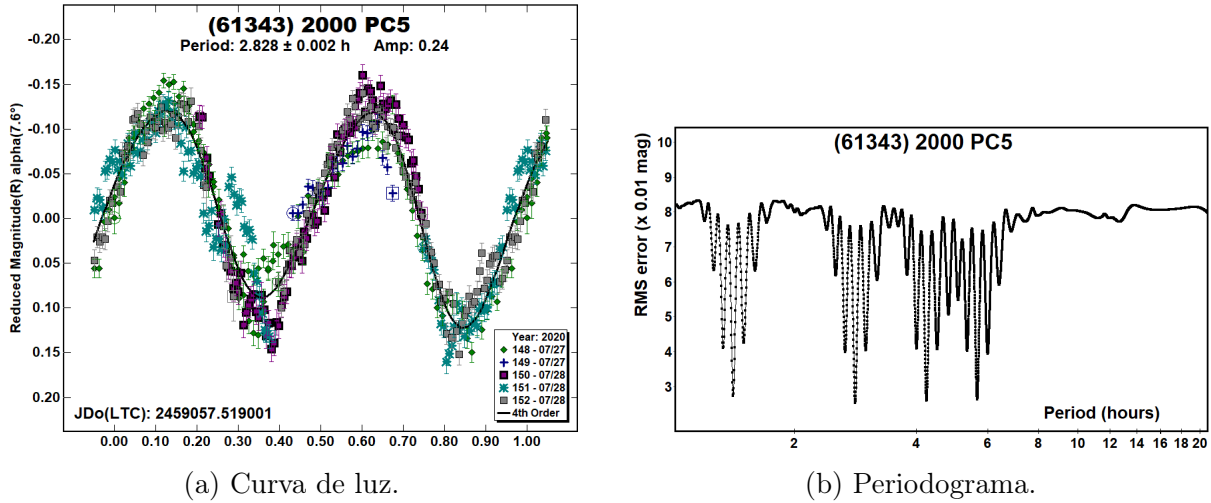 (61343) 2000 PC5
Period: 2.828 ± 0.002 h Amp: 0.24
Reduced Magnitude(R) alpha(7.6°)
-0.20
-0.15
-0.10
-0.05
0.00
0.05
0.10
0.15
0.20
Year: 2020
148 - 07/27
149 - 07/27
150 - 07/28
151 - 07/28
152 - 07/28
4th Order
JDo(LTC): 2459057.519001
0.00 0.10 0.20 0.30 0.40 0.50 0.60 0.70 0.80 0.90 1.00
(a) Curva de luz.
(61343) 2000 PC5
RMS error (x 0.01 mag)
10
9
8
7
6
5
4
3
Period (hours)
2 4 6 8 10 12 14 16 18 20
(b) Periodograma.